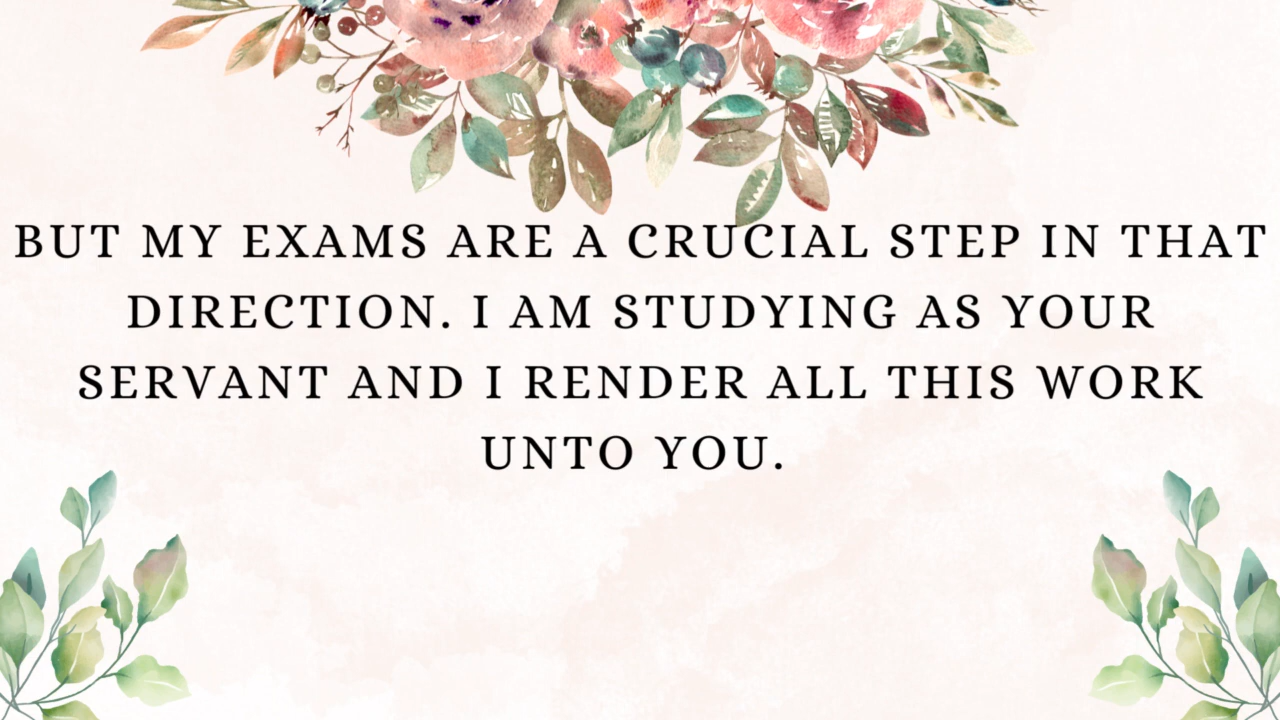 BUT MY EXAMS ARE A CRUCIAL STEP IN THAT
DIRECTION. I AM STUDYING AS YOUR
SERVANT AND I RENDER ALL THIS WORK
UNTO YOU.